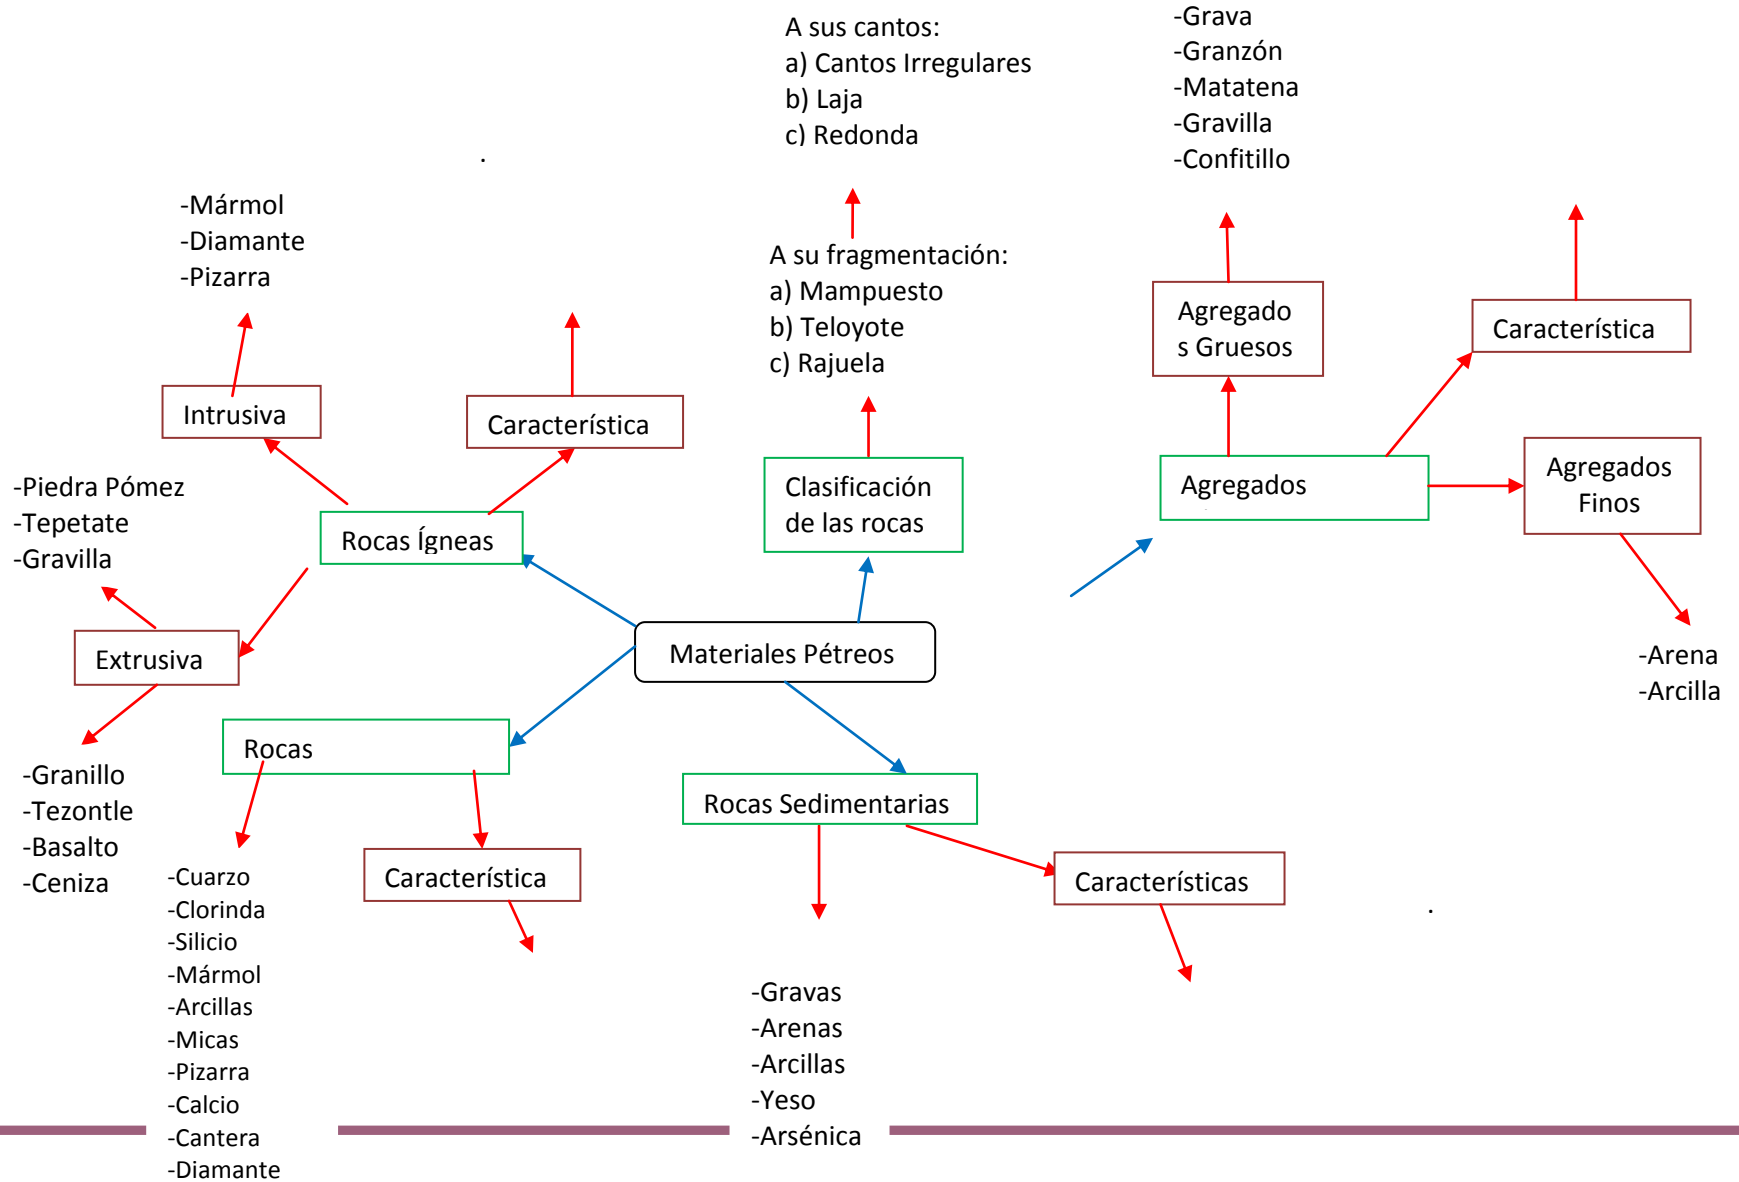 A sus cantos:
a) Cantos Irregulares
b) Laja
c) Redonda
-Grava
-Granzón
-Matatena
-Gravilla
-Confitillo
.
-Mármol
-Diamante
-Pizarra
A su fragmentación:
a) Mampuesto
b) Teloyote
c) Rajuela
Agregado
s Gruesos
Característica
Intrusiva
Característica
-Piedra Pómez
-Tepetate
-Gravilla
Rocas Ígneas
Clasificación
de las rocas
Agregados
Agregados
Finos
Extrusiva
Materiales Pétreos
-Arena
-Arcilla
Rocas
Rocas Sedimentarias
-Granillo
-Tezontle
-Basalto
-Ceniza
Característica
Características
.
-Cuarzo
-Clorinda
-Silicio
-Mármol
-Arcillas
-Micas
-Pizarra
-Calcio
-Cantera
-Diamante
-Gravas
-Arenas
-Arcillas
-Yeso
-Arsénica